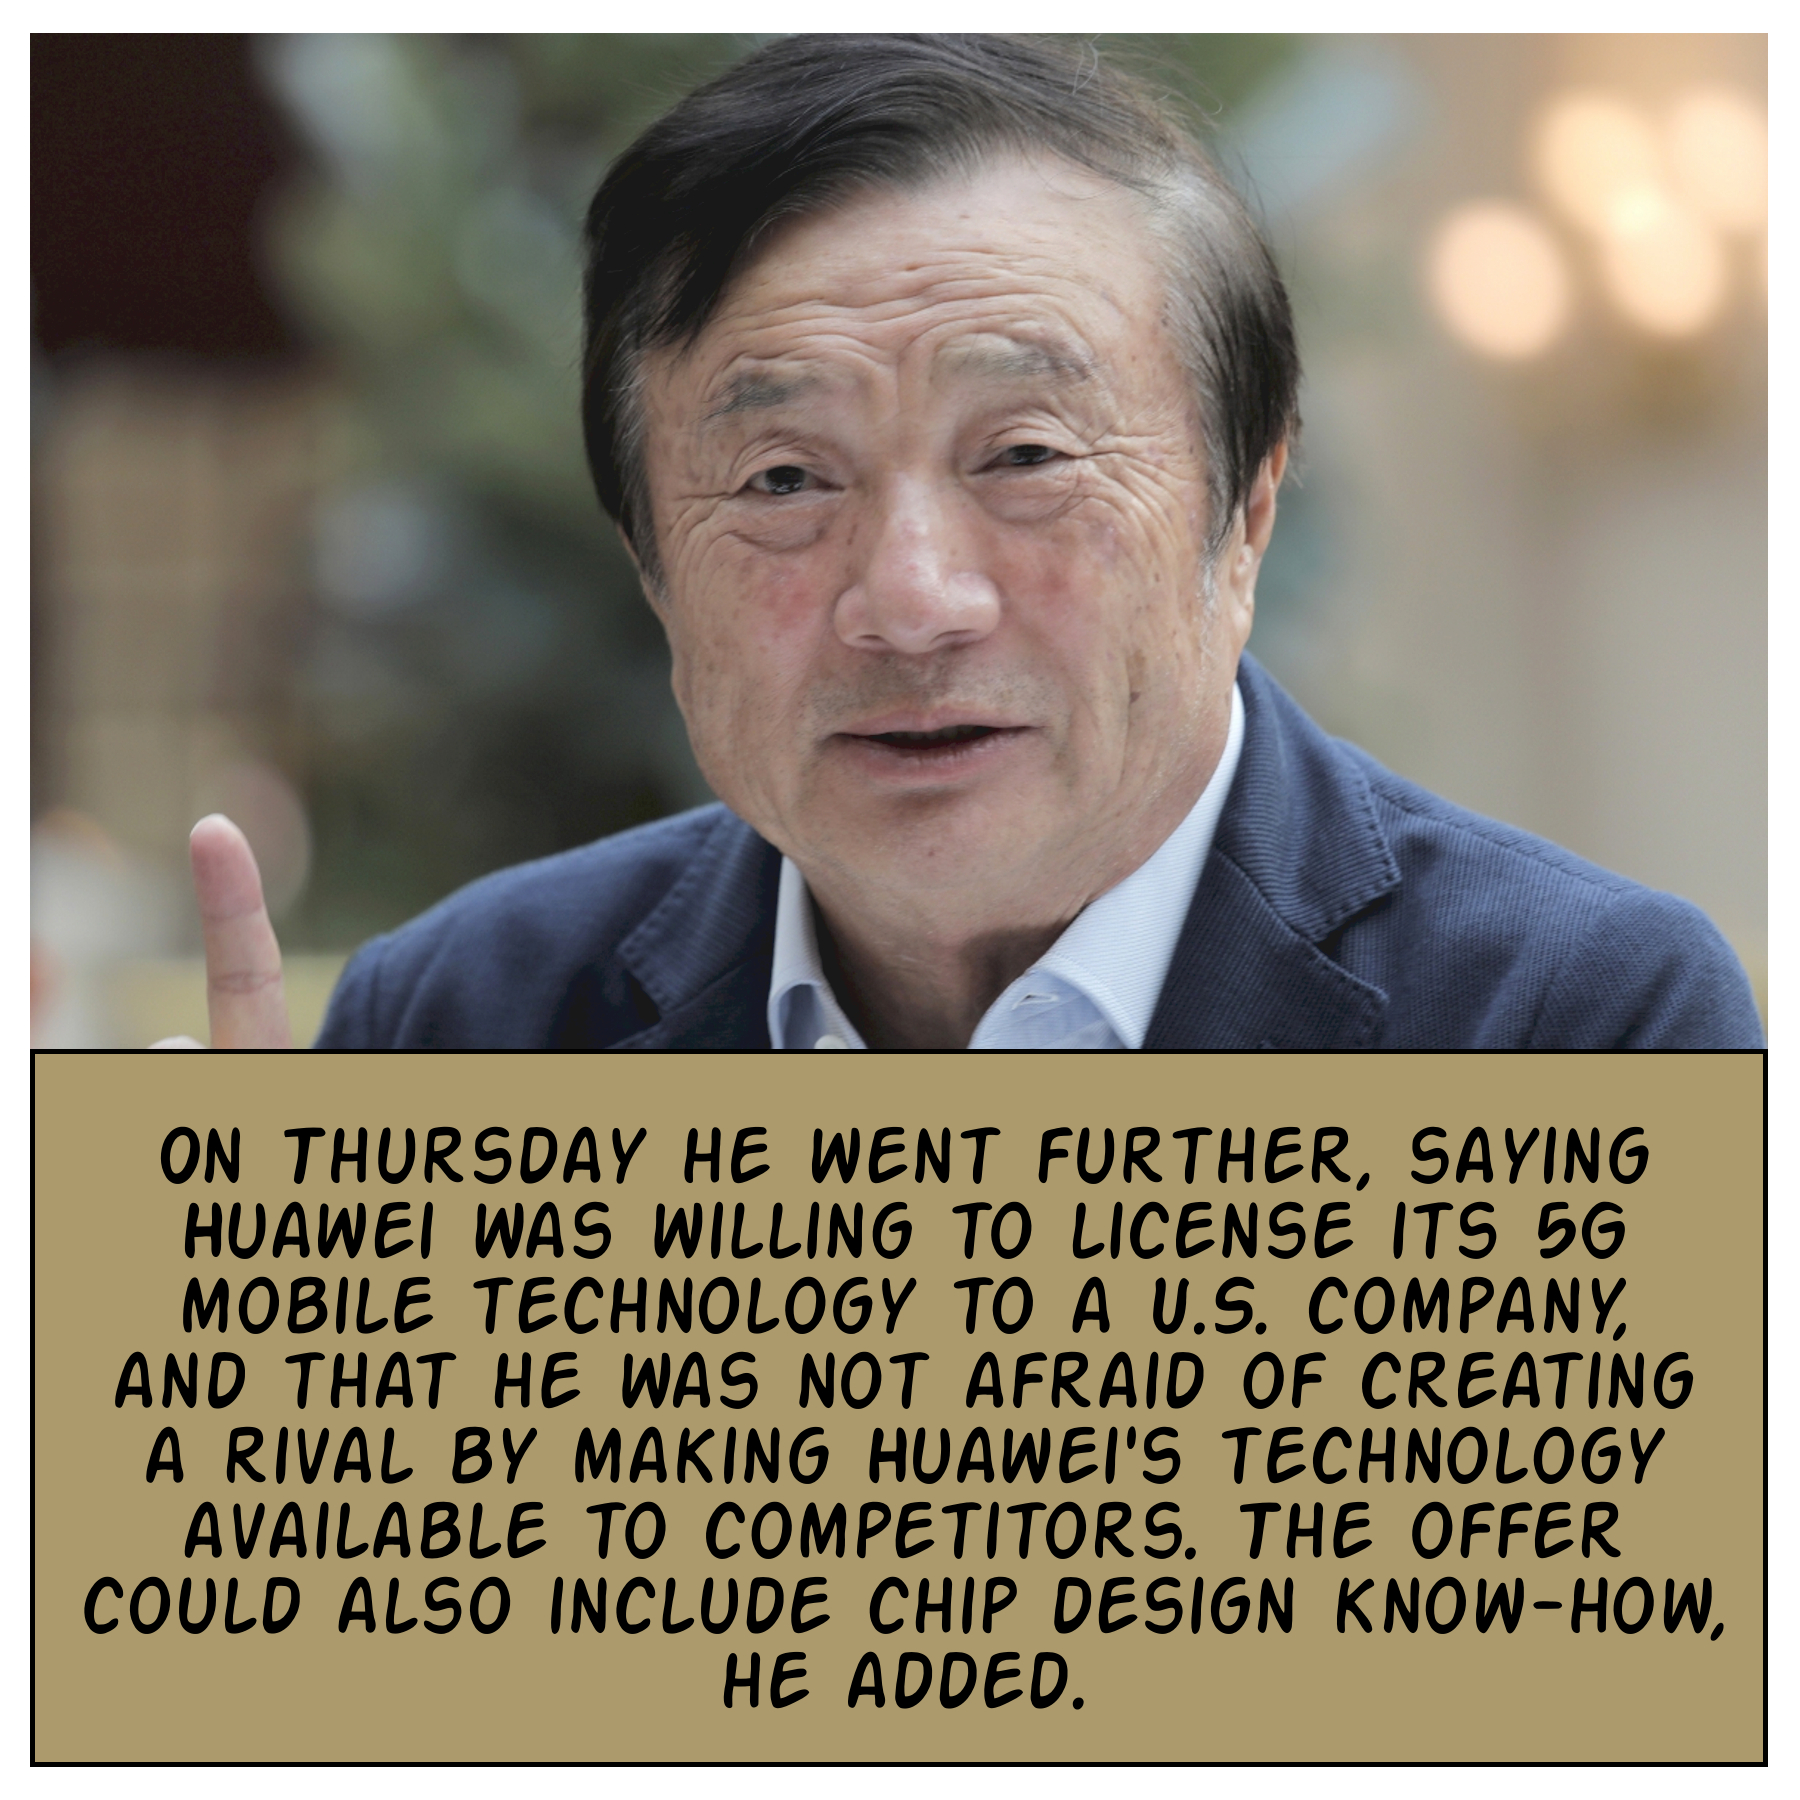 ON THURSDAY HE WENT FURTHER, SAYING
HUAWEI WAS WILLING TO LICENSE ITS 5G
MOBILE TECHNOLOGY TO A U.S. COMPANY,
AND THAT HE WAS NOT AFRAID OF CREATING
A RIVAL BY MAKING HUAWEI'S TECHNOLOGY
AVAILABLE TO COMPETITORS. THE OFFER
COULD ALSO INCLUDE CHIP DESIGN KNOW-HOW,
HE ADDED.